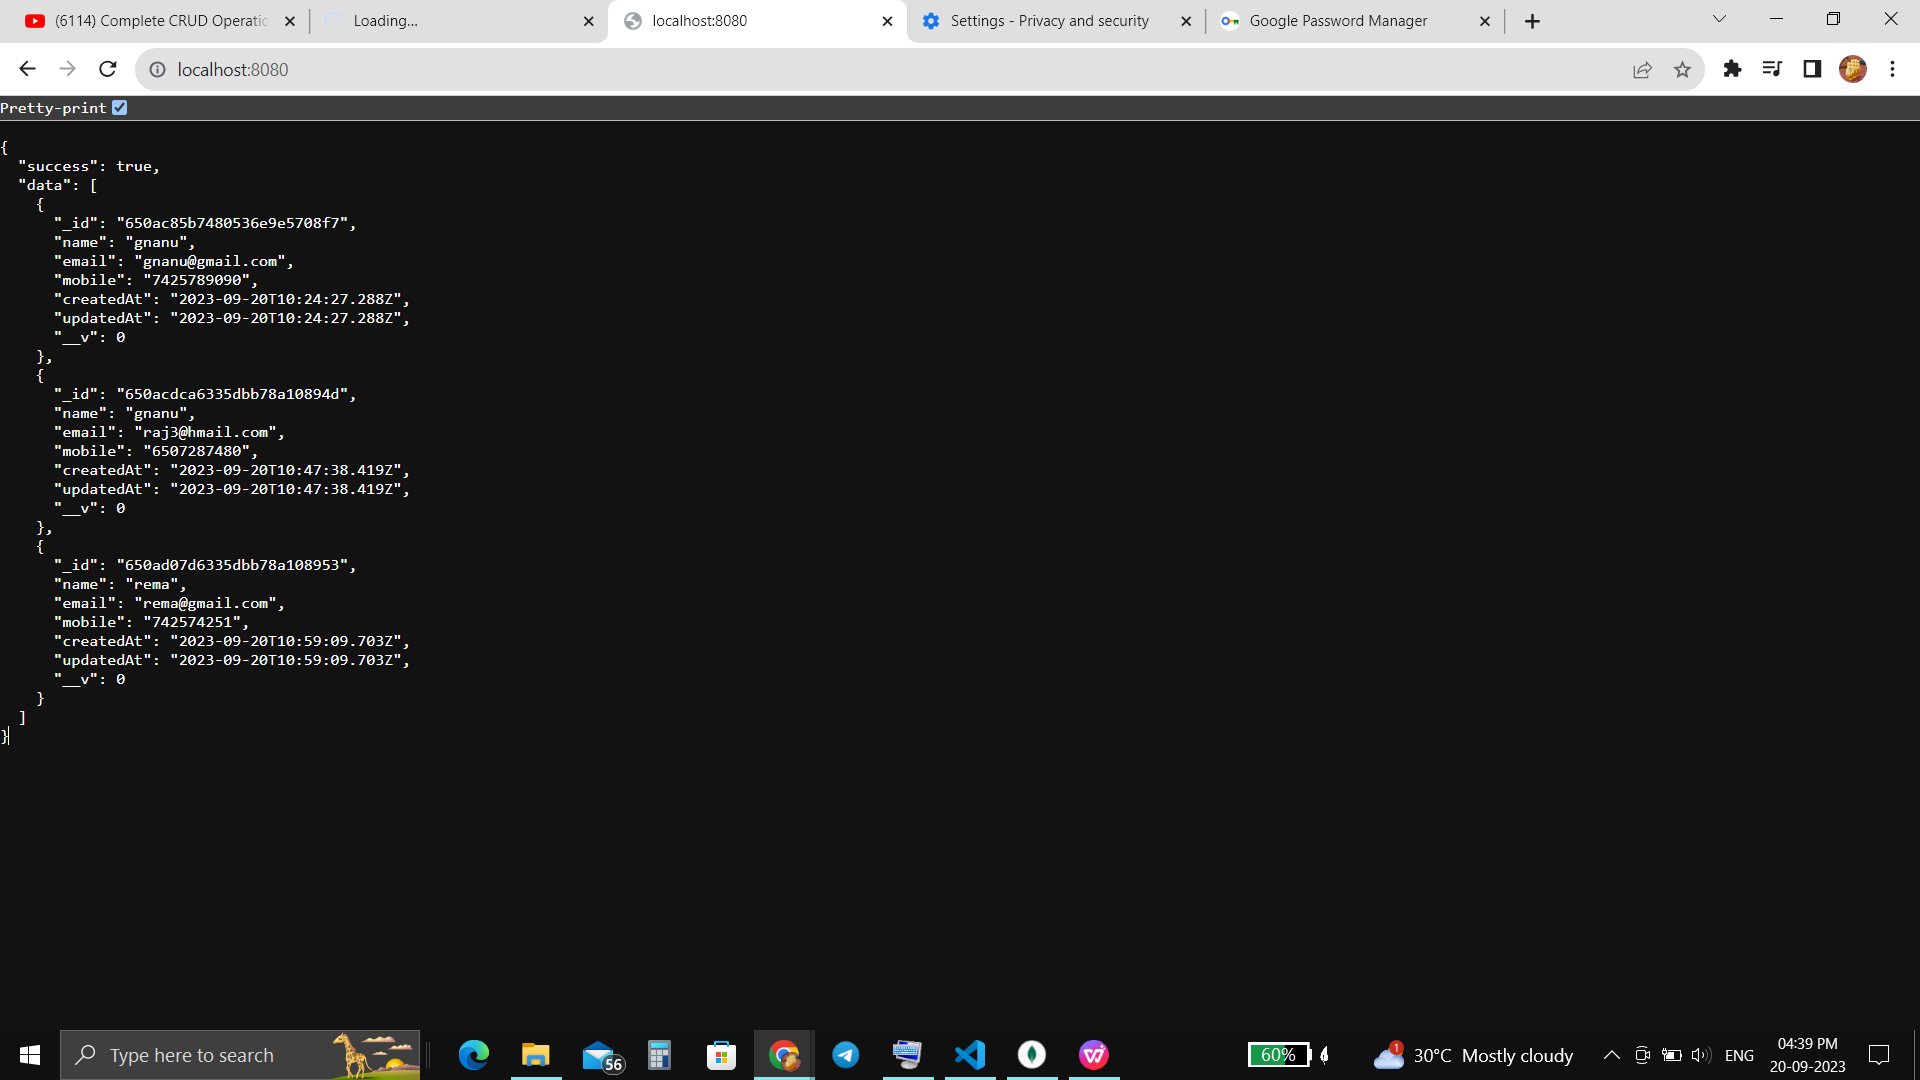 (6114) Complete CRUD Operatic
Loading...
localhost:8080
Settings - Privacy and security
Google Password Manager
localhost:8080
Pretty-print
{
  "success": true,
  "data": [
    {
      "_id": "650ac85b7480536e9e5708f7",
      "name": "gnanu",
      "email": "gnanu@gmail.com",
      "mobile": "7425789090",
      "createdAt": "2023-09-20T10:24:27.288Z",
      "updatedAt": "2023-09-20T10:24:27.288Z",
      "__v": 0
    },
    {
      "_id": "650acdca6335dbb78a10894d",
      "name": "gnanu",
      "email": "raj3@hmail.com",
      "mobile": "6507287480",
      "createdAt": "2023-09-20T10:47:38.419Z",
      "updatedAt": "2023-09-20T10:47:38.419Z",
      "__v": 0
    },
    {
      "_id": "650ad07d6335dbb78a108953",
      "name": "rema",
      "email": "rema@gmail.com",
      "mobile": "742574251",
      "createdAt": "2023-09-20T10:59:09.703Z",
      "updatedAt": "2023-09-20T10:59:09.703Z",
      "__v": 0
    }
  ]
}
Type here to search
56
60%
1
30°C Mostly cloudy
ENG
04:39 PM
20-09-2023